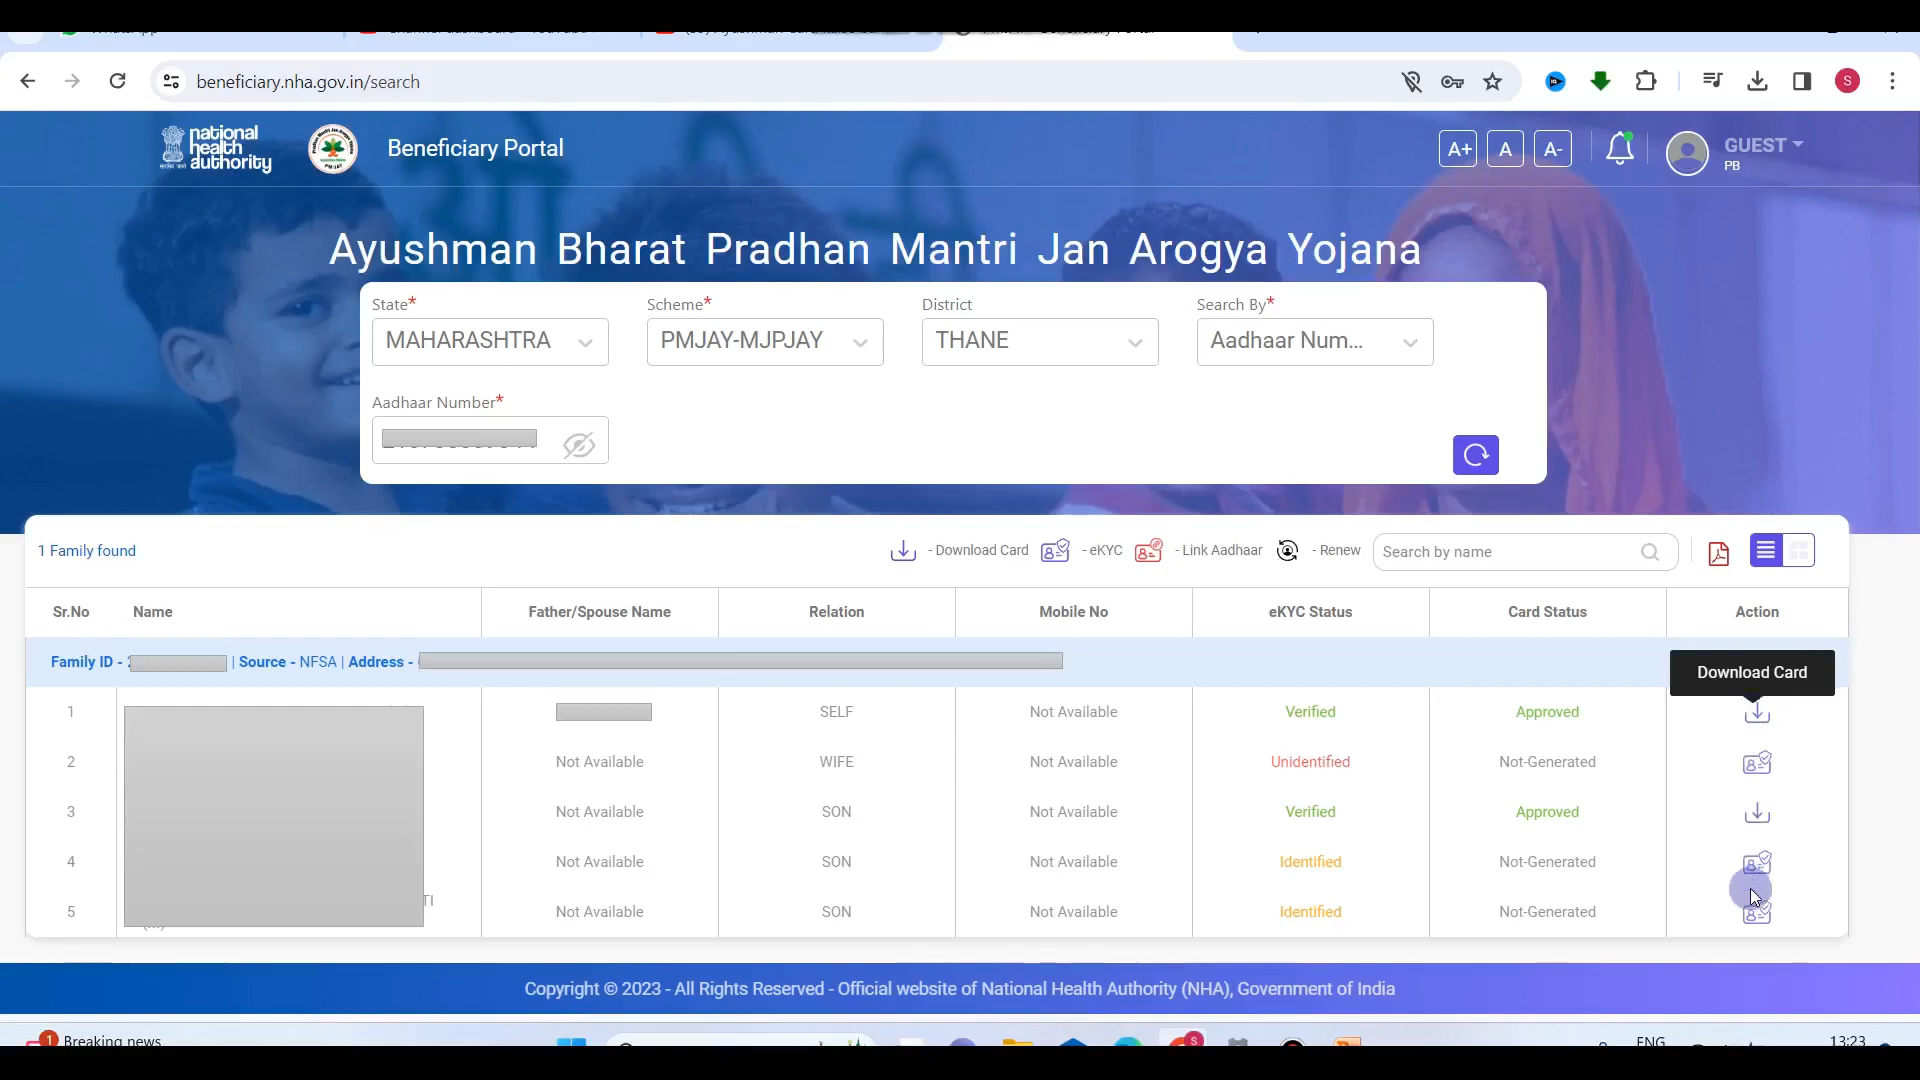 beneficiary.nha.gov.in/search
S
national
health
authority
Beneficiary Portal
A+ A A-
GUEST
PB
Ayushman Bharat Pradhan Mantri Jan Arogya Yojana
State* Scheme* District Search By*
MAHARASHTRA PMJAY-MJPJAY THANE Aadhaar Num...
Aadhaar Number*
1 Family found - Download Card - eKYC - Link Aadhaar - Renew Search by name
Sr.No Name Father/Spouse Name Relation Mobile No eKYC Status Card Status Action
Family ID - | Source - NFSA | Address -
Download Card
1 SELF Not Available Verified Approved
2 Not Available WIFE Not Available Unidentified Not-Generated
3 Not Available SON Not Available Verified Approved
4 Not Available SON Not Available Identified Not-Generated
TI
5 Not Available SON Not Available Identified Not-Generated
Copyright © 2023 - All Rights Reserved - Official website of National Health Authority (NHA), Government of India
1 Breaking news S ENG 13:23